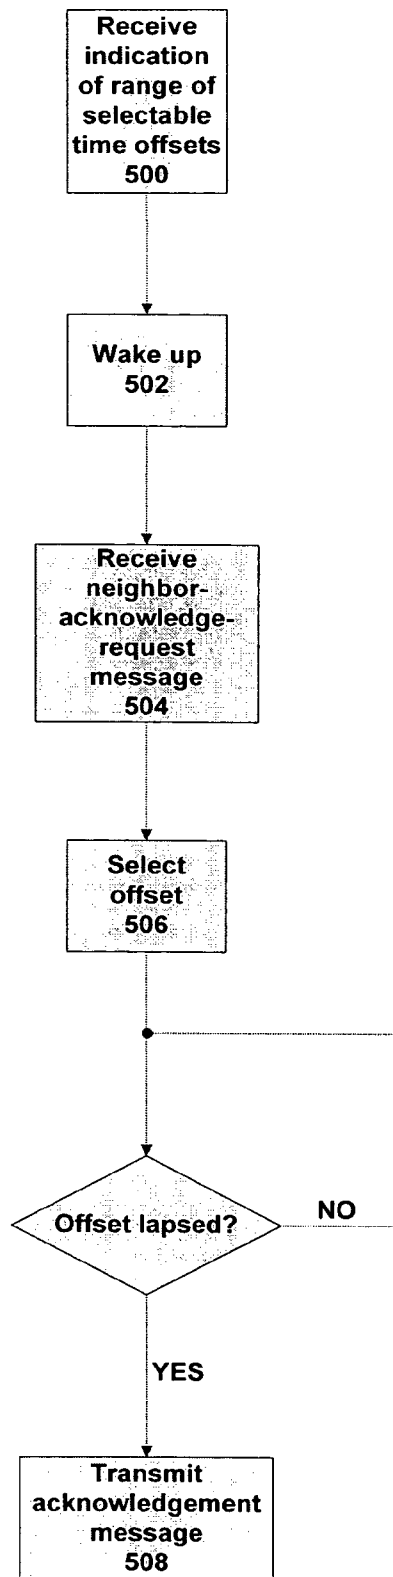 Receive
indication
of range of
selectable
time offsets
500
Wake up
502
Receive
neighbor-
acknowledge-
request
message
504
Select
offset
506
Offset lapsed?
NO
YES
Transmit
acknowledgement
message
508